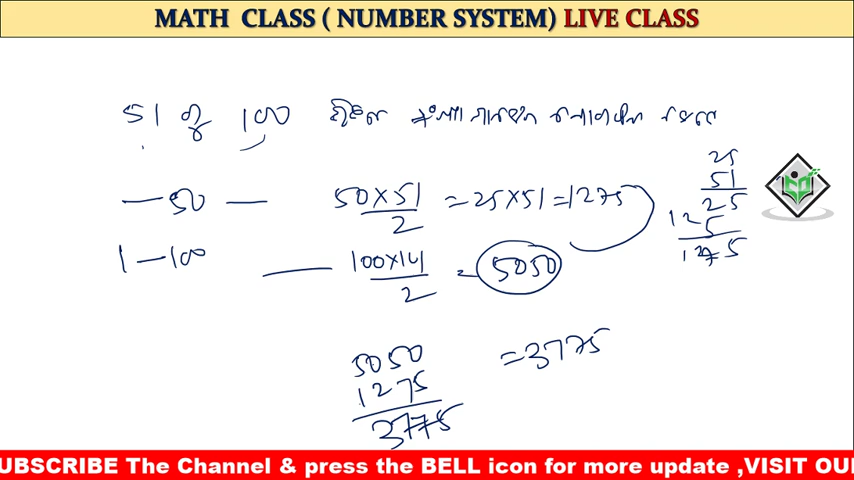 MATH CLASS ( NUMBER SYSTEM) LIVE CLASS
51 ରୁ 100
— 50 — 50×51/2 = 25×51 = 1275
1 — 100 — 100×101/2 = 5050
25
51
25
125
1275
5050
1275
3775
= 3775
UBSCRIBE The Channel & press the BELL icon for more update ,VISIT OU